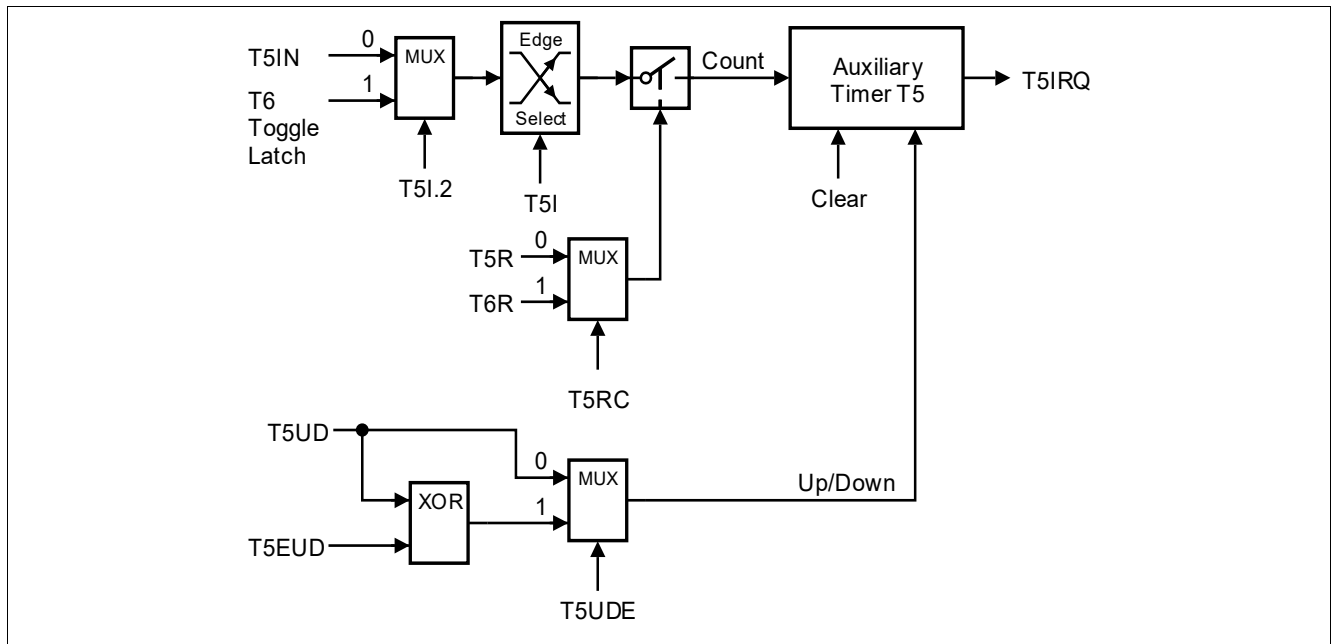 T5IN
0
MUX
Edge
Select
Count
Auxiliary
Timer T5
T5IRQ
T6
Toggle
Latch
1
T5I.2
T5I
Clear
T5R
0
MUX
T6R
1
T5RC
T5UD
0
MUX
Up/Down
XOR
1
T5EUD
T5UDE